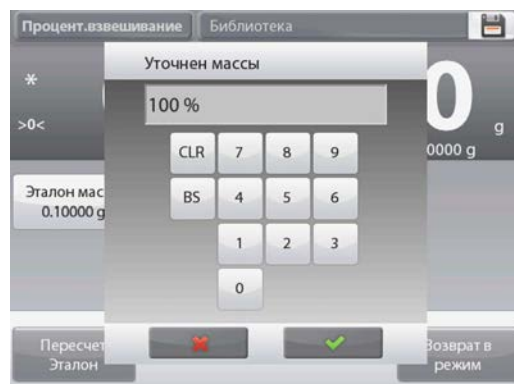 Процент.взвешивание Библиотека
Уточнен массы
100 %
*
>0<
0
g
0000 g
CLR 7 8 9
BS 4 5 6
1 2 3
0
Эталон мас
0.10000 g
Пересчет
Эталон
Возврат в
режим